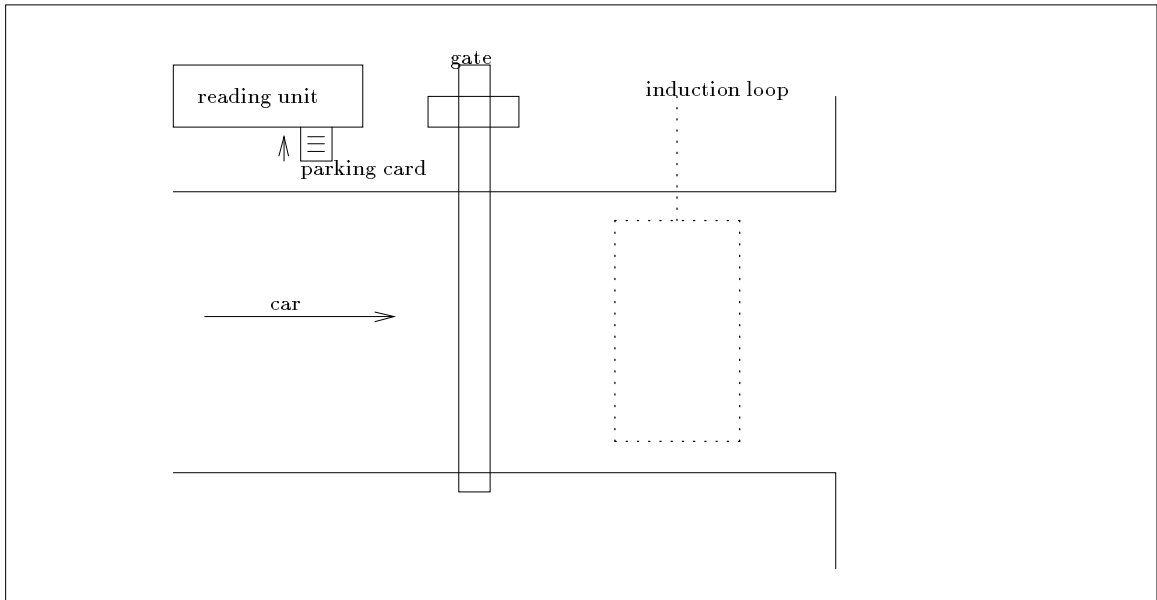 gate
reading unit
induction loop
parking card
car